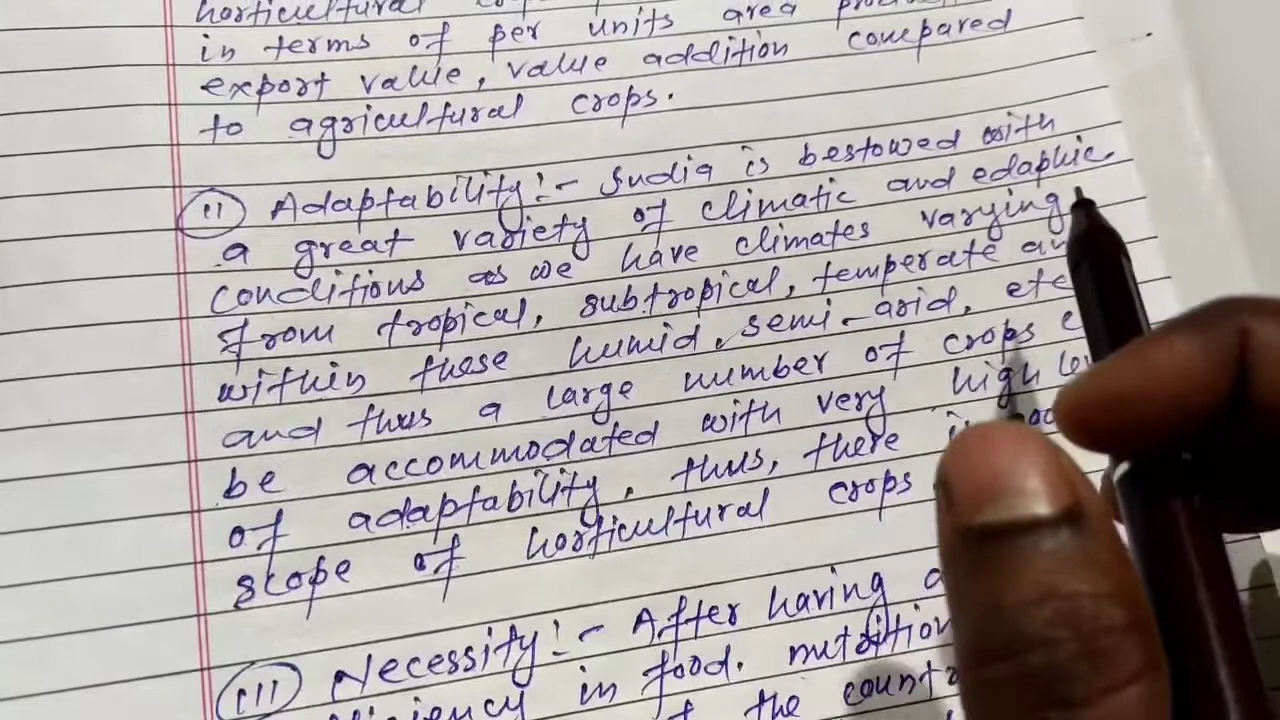 horticultural
in terms of per units area
export value, value addition compared
to agricultural crops.
(ii) Adaptability:- India is bestowed with
a great variety of climatic and edaphic
conditions as we have climates varying
from tropical, subtropical, temperate
within these humid, semi-arid, etc
and thus a large number of crops
be accommodated with very high
of adaptability. thus, there
scope of horticultural crops
(iii) Necessity:- After having
in food. nutrition
the